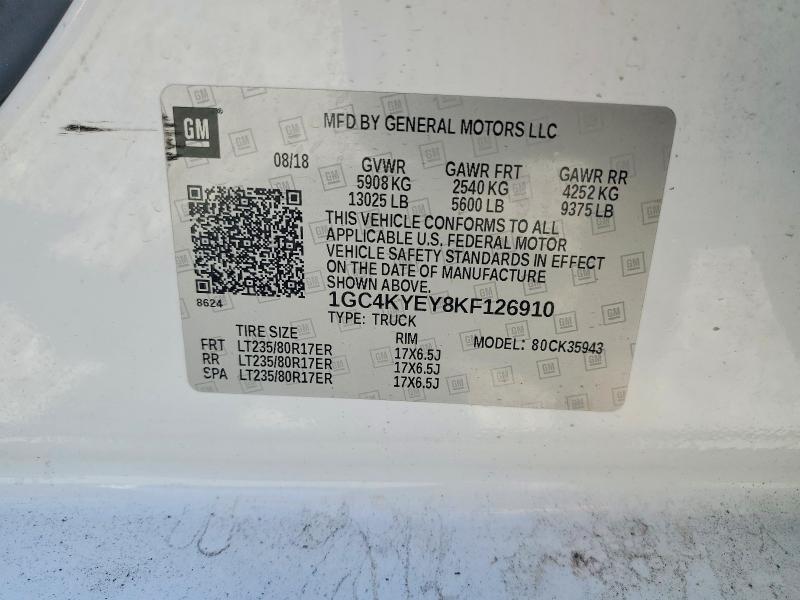 GM
MFD BY GENERAL MOTORS LLC
08/18 GVWR GAWR FRT GAWR RR
5908 KG 2540 KG 4252 KG
13025 LB 5600 LB 9375 LB
THIS VEHICLE CONFORMS TO ALL
APPLICABLE U.S. FEDERAL MOTOR
VEHICLE SAFETY STANDARDS IN EFFECT
ON THE DATE OF MANUFACTURE
SHOWN ABOVE.
8624
1GC4KYEY8KF126910
TYPE: TRUCK
TIRE SIZE RIM MODEL: 80CK35943
FRT LT235/80R17ER 17X6.5J
RR LT235/80R17ER 17X6.5J
SPA LT235/80R17ER 17X6.5J